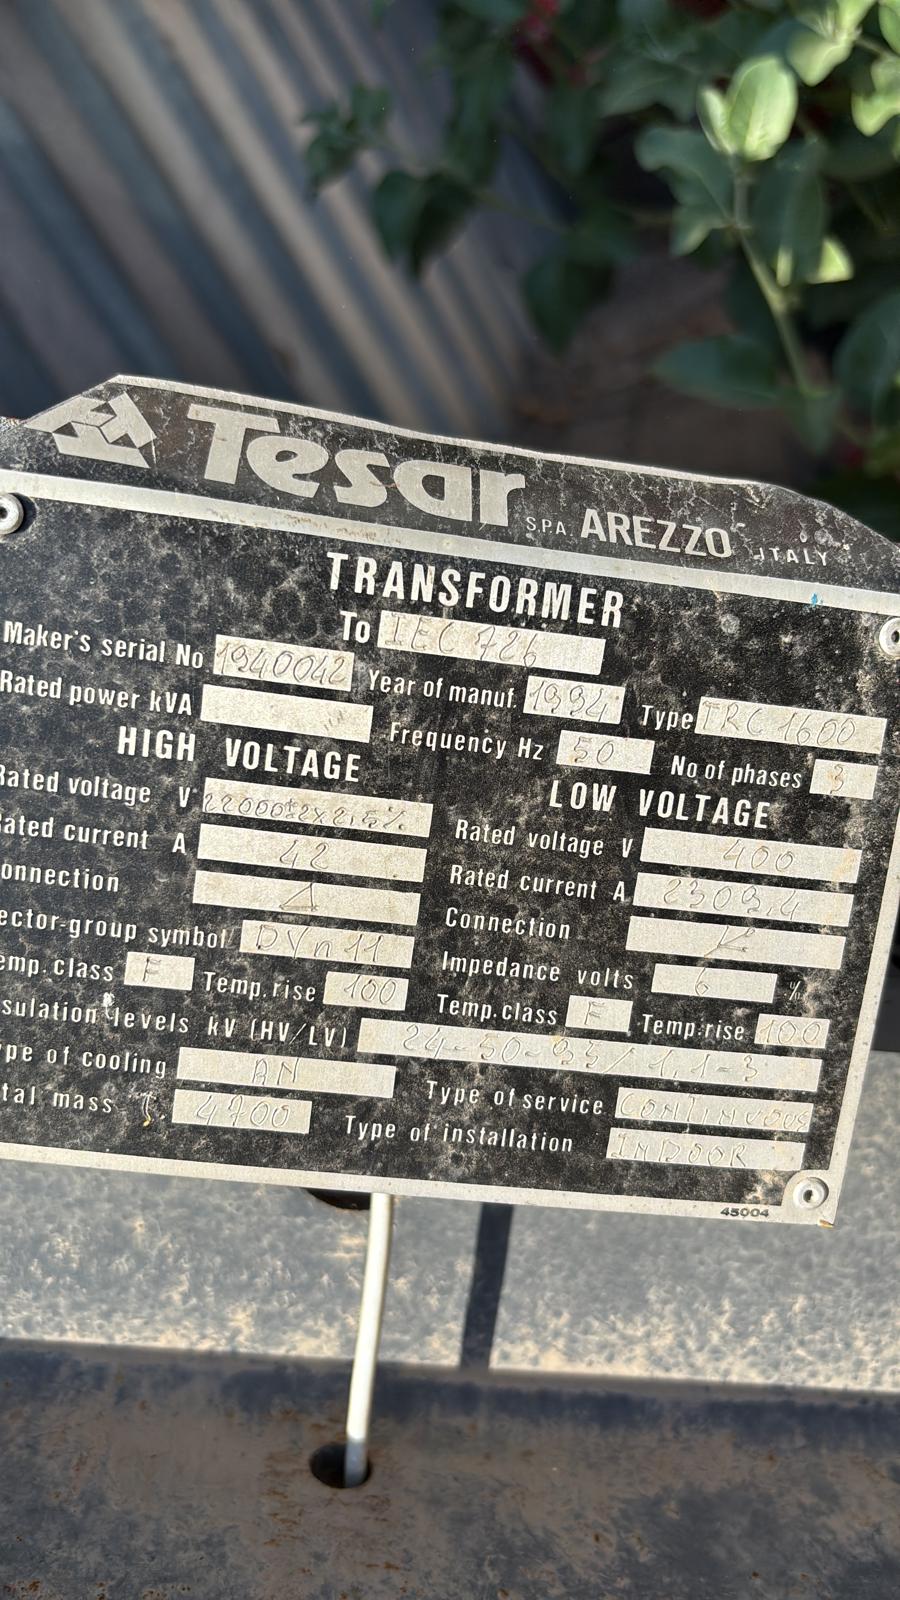 Tesar S.P.A. AREZZO ITALY
TRANSFORMER
To IEC 726
Maker's serial No 1940042 Year of manuf. 1994 Type TRC 1600
Rated power kVA Frequency Hz 50 No of phases 3
HIGH VOLTAGE
Rated voltage V 22000±2x2,5%
ated current A 42
onnection Δ
ector-group symbol DYn11
emp. class F Temp. rise 100
LOW VOLTAGE
Rated voltage V 400
Rated current A 2309,4
Connection
Impedance volts 6 %
Temp. class F Temp. rise 100
sulation levels kV (HV/LV) 24-50-95/1,1-3
pe of cooling AN Type of service CONTINUOUS
tal mass 4700 Type of installation INDOOR
45004